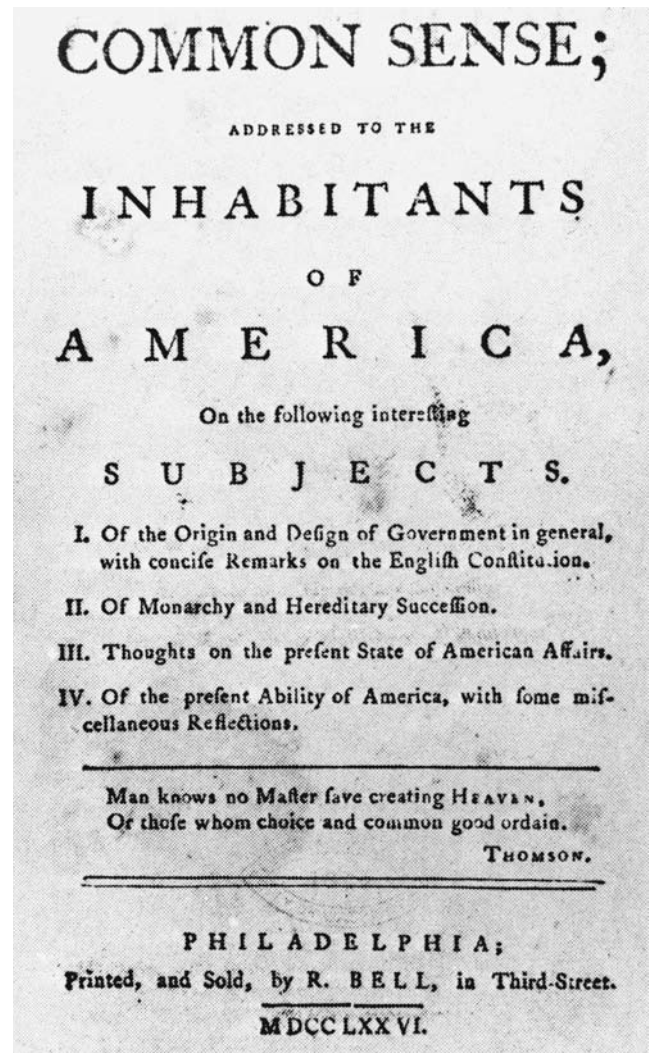 COMMON SENSE;
ADDRESSED TO THE
INHABITANTS
OF
AMERICA,
On the following intereſting
SUBJECTS.
I. Of the Origin and Deſign of Government in general,
with conciſe Remarks on the Engliſh Conſtitution.
II. Of Monarchy and Hereditary Succeſſion.
III. Thoughts on the preſent State of American Affairs.
IV. Of the preſent Ability of America, with ſome miſ-
cellaneous Reflections.
Man knows no Maſter ſave creating HEAVEN,
Or thoſe whom choice and common good ordain.
THOMSON.
PHILADELPHIA;
Printed, and Sold, by R. BELL, in Third-Street.
MDCCLXXVI.